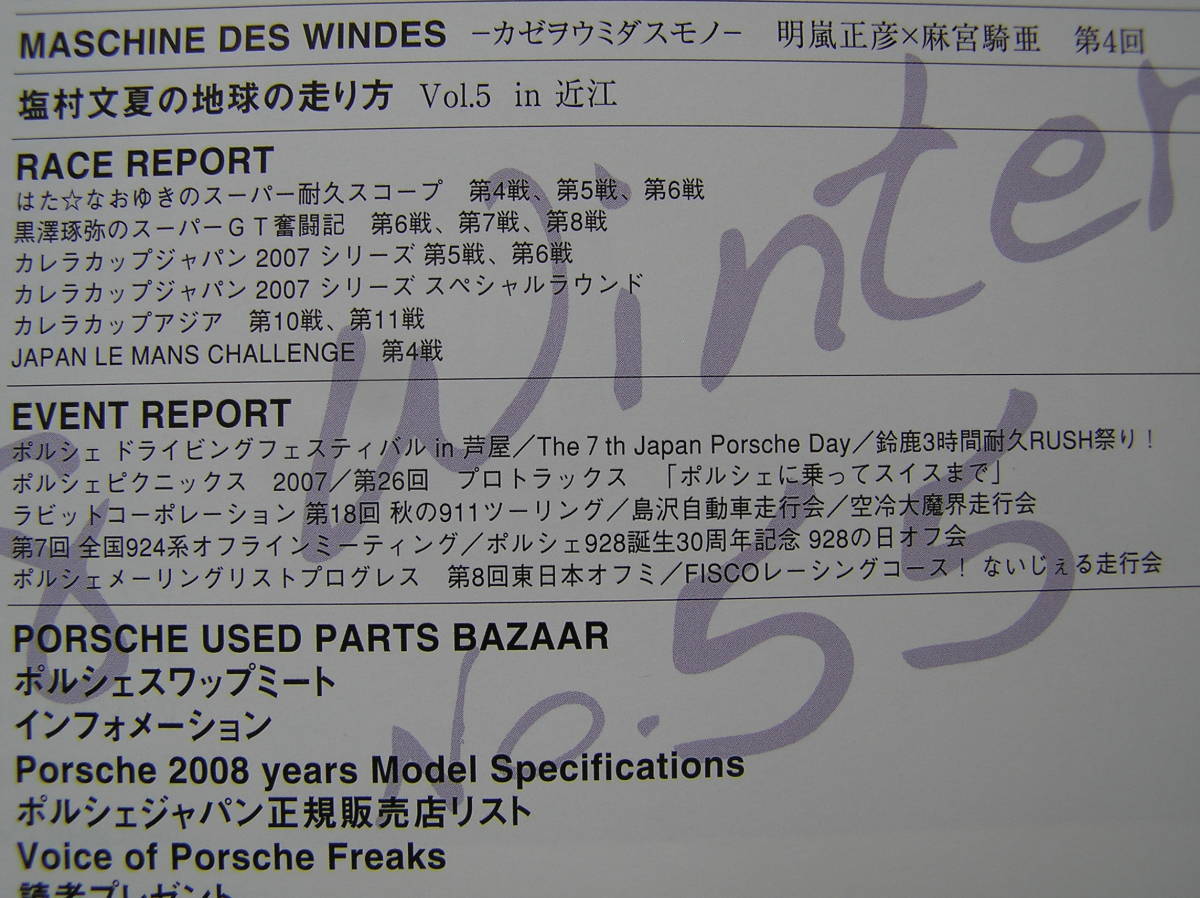 MASCHINE DES WINDES －カゼヲウミダスモノ－　明嵐正彦×麻宮騎亜　第4回
塩村文夏の地球の走り方　Vol.5　in 近江
RACE REPORT
はた☆なおゆきのスーパー耐久スコープ　第4戦、第5戦、第6戦
黒澤琢弥のスーパーＧＴ奮闘記　第6戦、第7戦、第8戦
カレラカップジャパン 2007 シリーズ 第5戦、第6戦
カレラカップジャパン 2007 シリーズ スペシャルラウンド
カレラカップアジア　第10戦、第11戦
JAPAN LE MANS CHALLENGE　第4戦
EVENT REPORT
ポルシェ ドライビングフェスティバル in 芦屋／The 7 th Japan Porsche Day／鈴鹿3時間耐久RUSH祭り！
ポルシェピクニックス　2007／第26回　プロトラックス　「ポルシェに乗ってスイスまで」
ラビットコーポレーション 第18回 秋の911ツーリング／島沢自動車走行会／空冷大魔界走行会
第7回 全国924系オフラインミーティング／ポルシェ928誕生30周年記念 928の日オフ会
ポルシェメーリングリストプログレス　第8回東日本オフミ／FISCOレーシングコース！ ないじぇる走行会
PORSCHE USED PARTS BAZAAR
ポルシェスワップミート
インフォメーション
Porsche 2008 years Model Specifications
ポルシェジャパン正規販売店リスト
Voice of Porsche Freaks
読者プレゼント
8 Winter
No.55